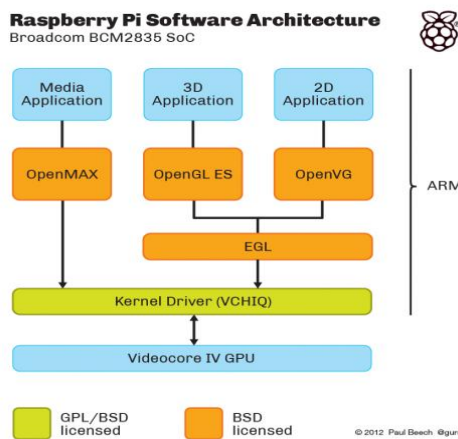 Raspberry Pi Software Architecture
Broadcom BCM2835 SoC
Media
Application
3D
Application
2D
Application
OpenMAX
OpenGL ES
OpenVG
ARM
EGL
Kernel Driver (VCHIQ)
Videocore IV GPU
GPL/BSD
licensed
BSD
licensed
© 2012 Paul Beech @gur